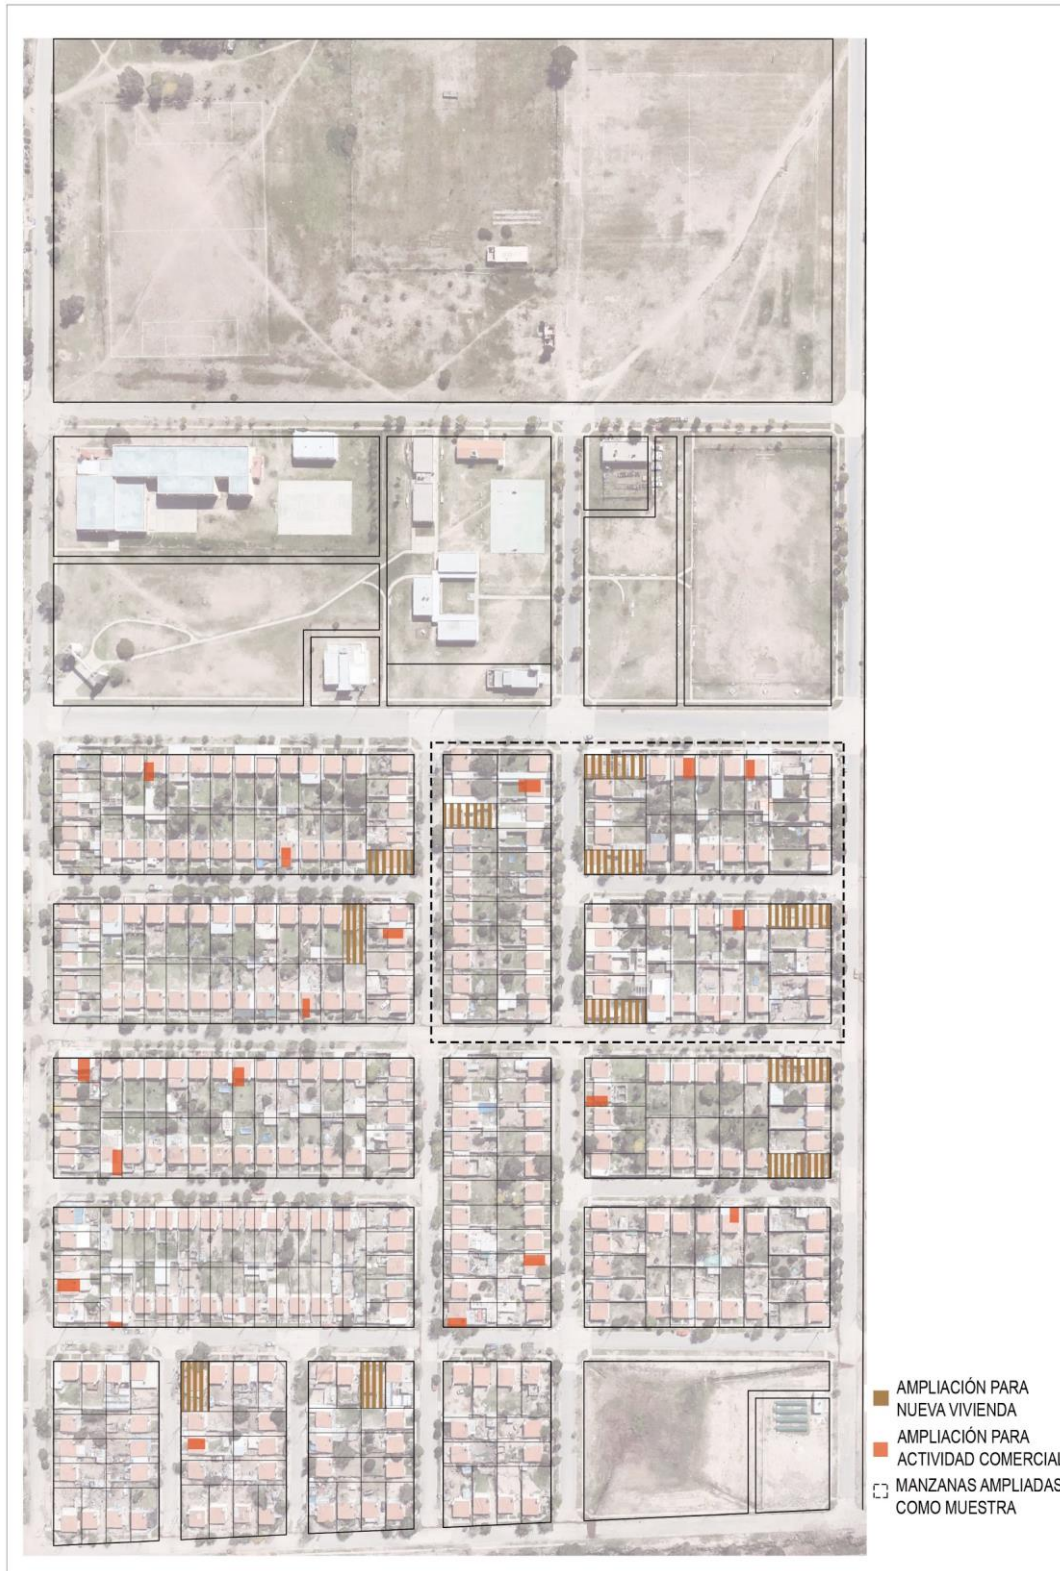 AMPLIACIÓN PARA
NUEVA VIVIENDA
AMPLIACIÓN PARA
ACTIVIDAD COMERCIAL
MANZANAS AMPLIADAS
COMO MUESTRA